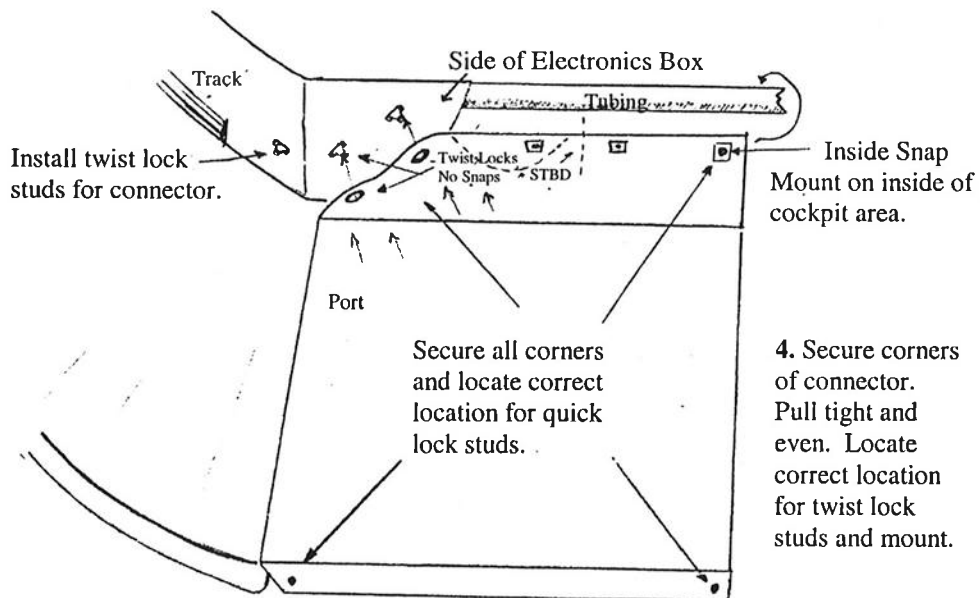 Side of Electronics Box
Track
Tubing
Install twist lock
studs for connector.
Twist Locks
No Snaps
STBD
Inside Snap
Mount on inside of
cockpit area.
Port
Secure all corners
and locate correct
location for quick
lock studs.
4. Secure corners
of connector.
Pull tight and
even. Locate
correct location
for twist lock
studs and mount.